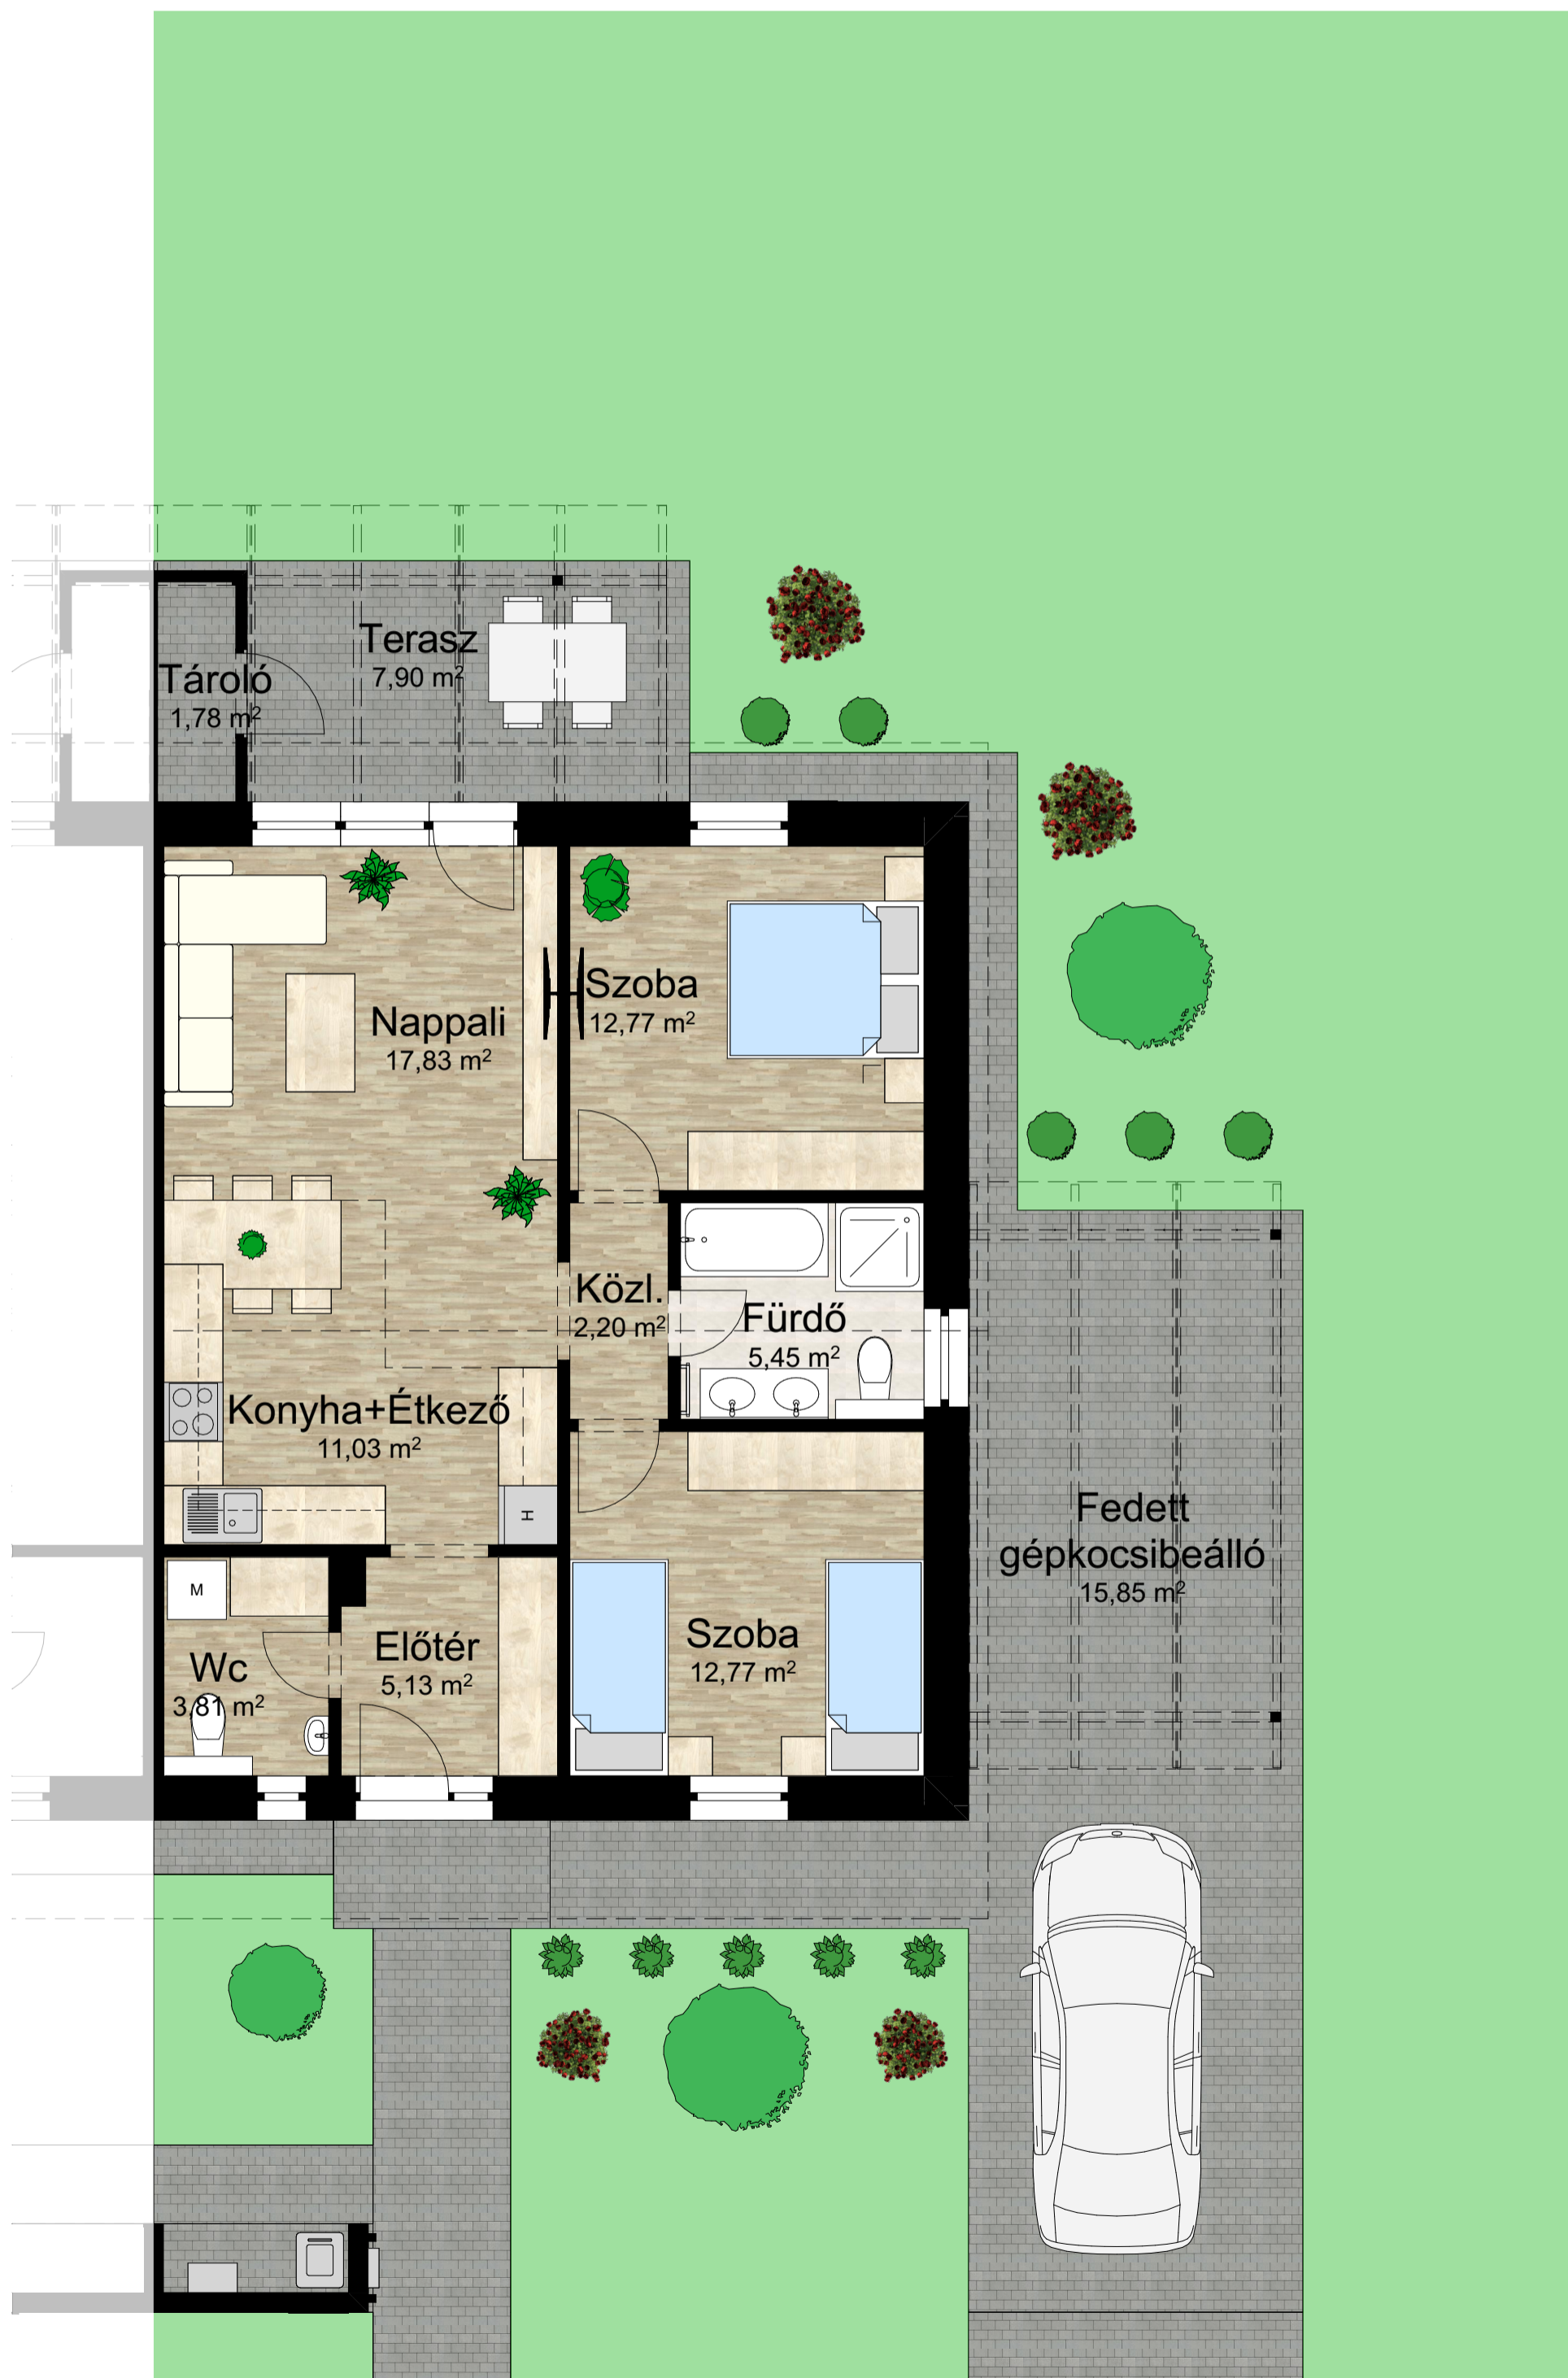 Terasz
7,90 m²
Tároló
1,78 m²
Szoba
12,77 m²
Nappali
17,83 m²
Közl.
2,20 m²
Fürdő
5,45 m²
Konyha+Étkező
11,03 m²
H
Fedett
gépkocsibeálló
15,85 m²
M
Előtér
5,13 m²
Szoba
12,77 m²
Wc
3,81 m²